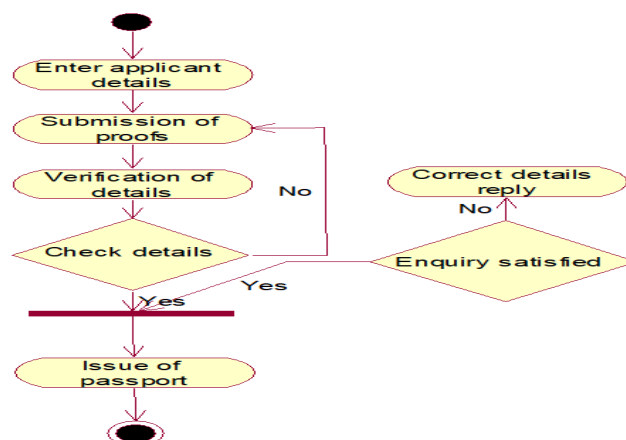 Enter applicant
details
Submission of
proofs
Verification of
details
No
Correct details
reply
No
Check details
Enquiry satisfied
Yes
Yes
Issue of
passport